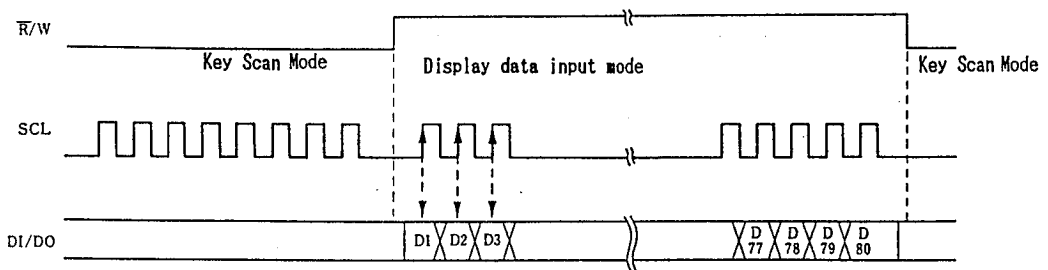 R̅/W
Key Scan Mode
Display data input mode
Key Scan Mode
SCL
DI/DO
D1 D2 D3 D 77 D 78 D 79 D 80